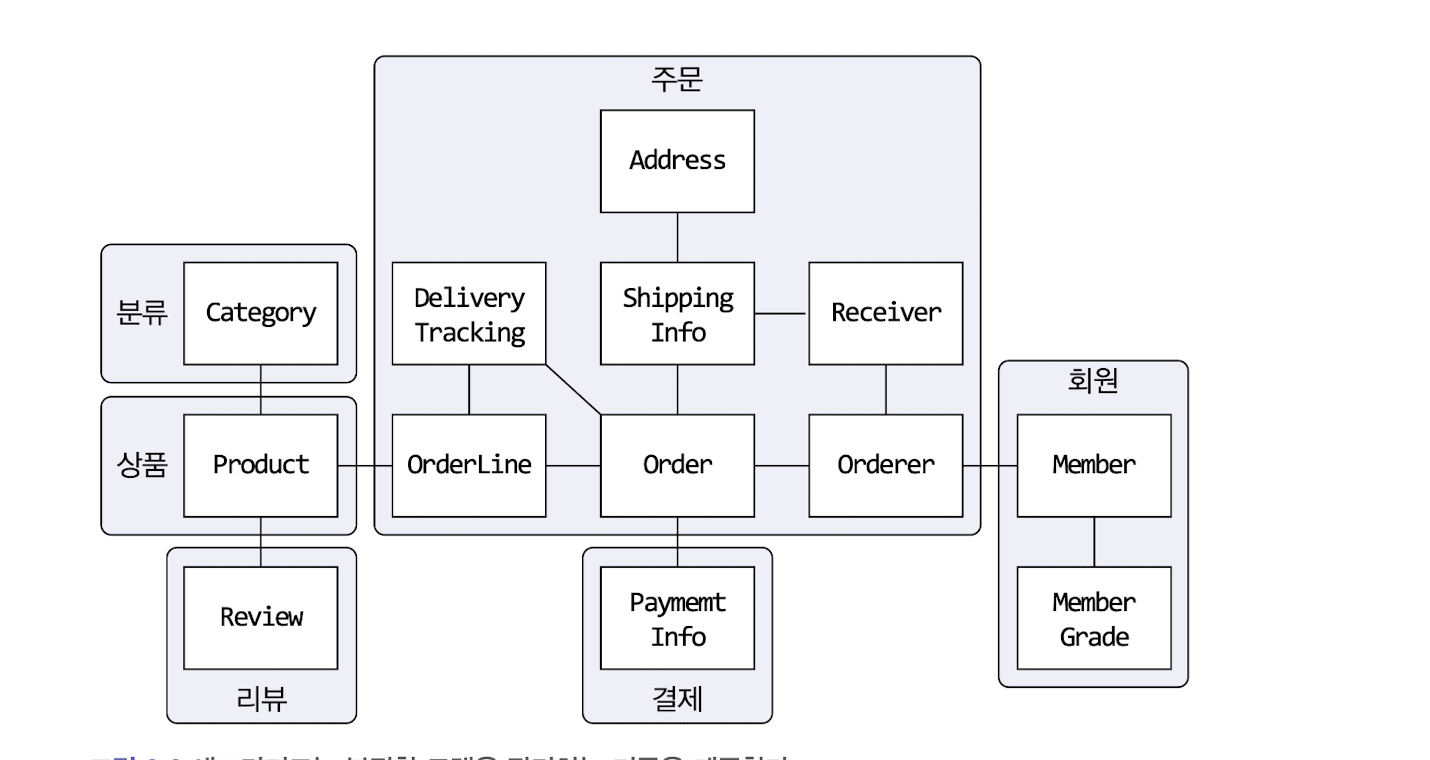 주문
Address
분류
Category
Delivery
Tracking
Shipping
Info
Receiver
회원
상품
Product
OrderLine
Order
Orderer
Member
Review
리뷰
Paymemt
Info
결제
Member
Grade